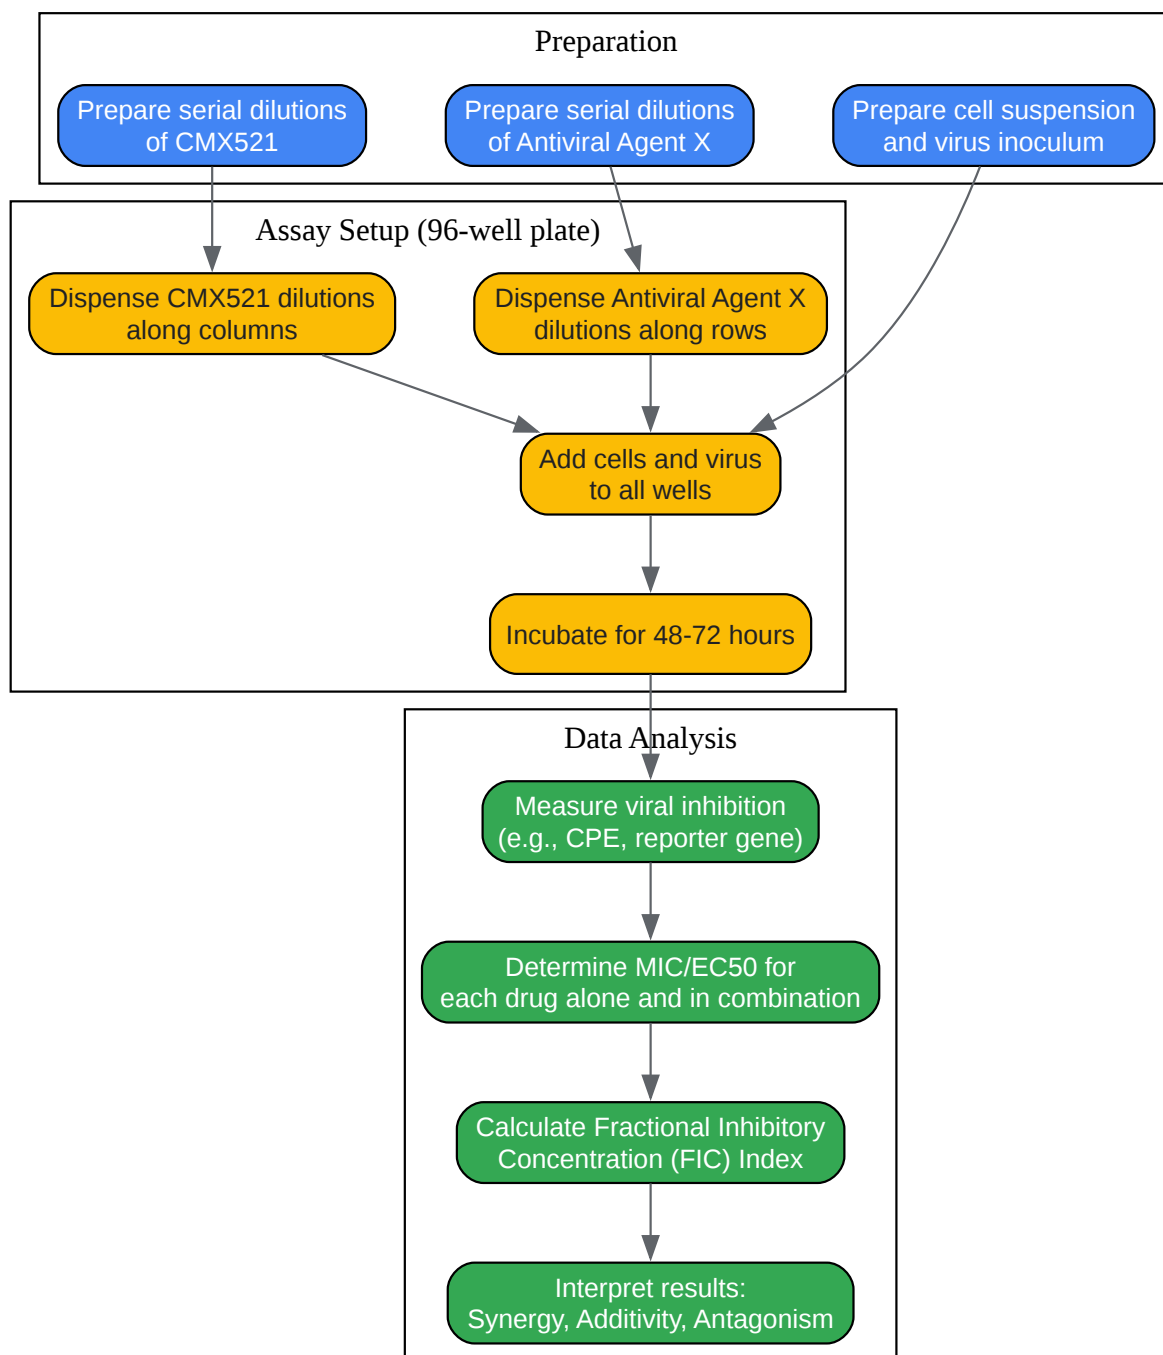 Preparation
Prepare serial dilutions
of CMX521
Prepare serial dilutions
of Antiviral Agent X
Prepare cell suspension
and virus inoculum
Assay Setup (96-well plate)
Dispense CMX521 dilutions
along columns
Dispense Antiviral Agent X
dilutions along rows
Add cells and virus
to all wells
Incubate for 48-72 hours
Data Analysis
Measure viral inhibition
(e.g., CPE, reporter gene)
Determine MIC/EC50 for
each drug alone and in combination
Calculate Fractional Inhibitory
Concentration (FIC) Index
Interpret results:
Synergy, Additivity, Antagonism